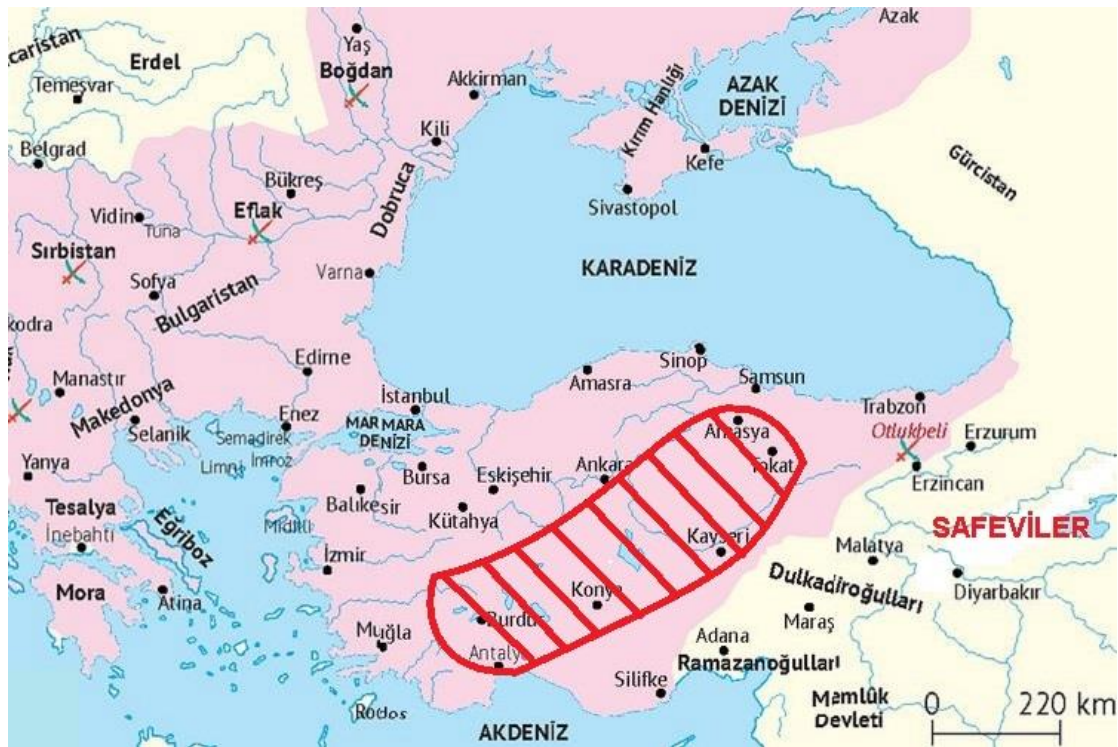 Azak
Yaş
caristan
Erdel
Boğdan
Temeşvar
Akkirman
AZAK
DENİZİ
Kırım Hanlığı
Kili
Belgrad
Kefe
Gürcistan
Bükreş
Dobruca
Sivastopol
Vidin
Eflak
Tuna
Sırbistan
KARADENİZ
Varna
Sofya
Bulgaristan
kodra
Edirne
Sinop
Amasra
Manastır
Samsun
İstanbul
Makedonya
Trabzon
Enez
MARMARA
DENİZİ
Selanik
Semadirek
Amasya
Otlukbeli
Erzurum
Limni
İmroz
Yanya
Bursa
Eskişehir
Ankara
Tokat
Erzincan
Tesalya
Balıkesir
Kütahya
Eğriboz
Midilli
SAFEVİLER
İnebahtı
Kayseri
İzmir
Malatya
Dulkadiroğulları
Diyarbakır
Mora
Atina
Konya
Maraş
Burdur
Muğla
Adana
Antalya
Ramazanoğulları
Silifke
Memlûk
Devleti
Rodos
0 220 km
AKDENİZ